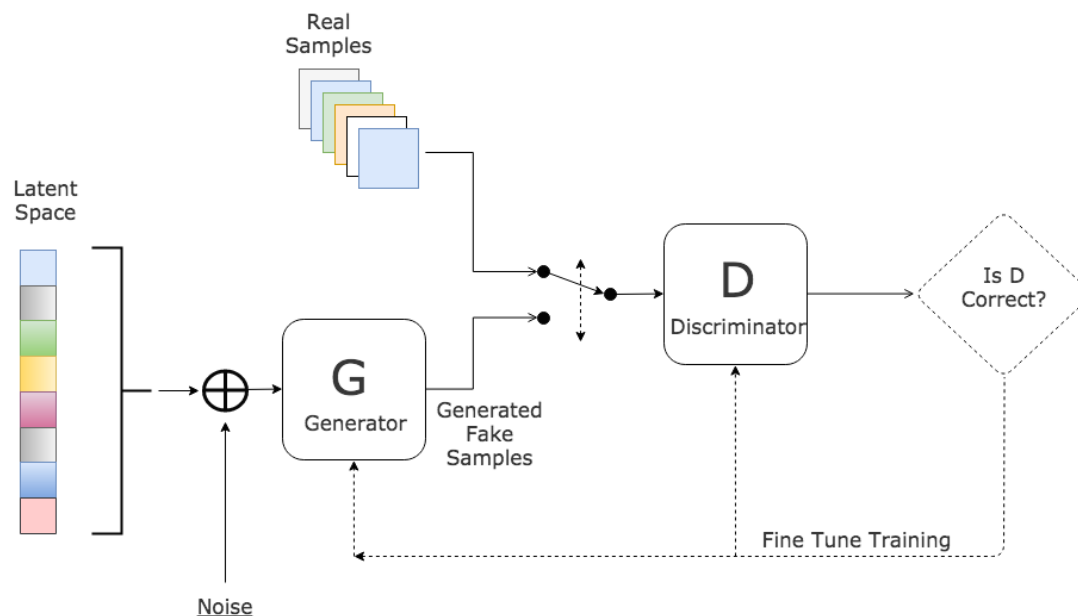 Real
Samples
Latent
Space
D
Discriminator
Is D
Correct?
G
Generator
Generated
Fake
Samples
Fine Tune Training
Noise